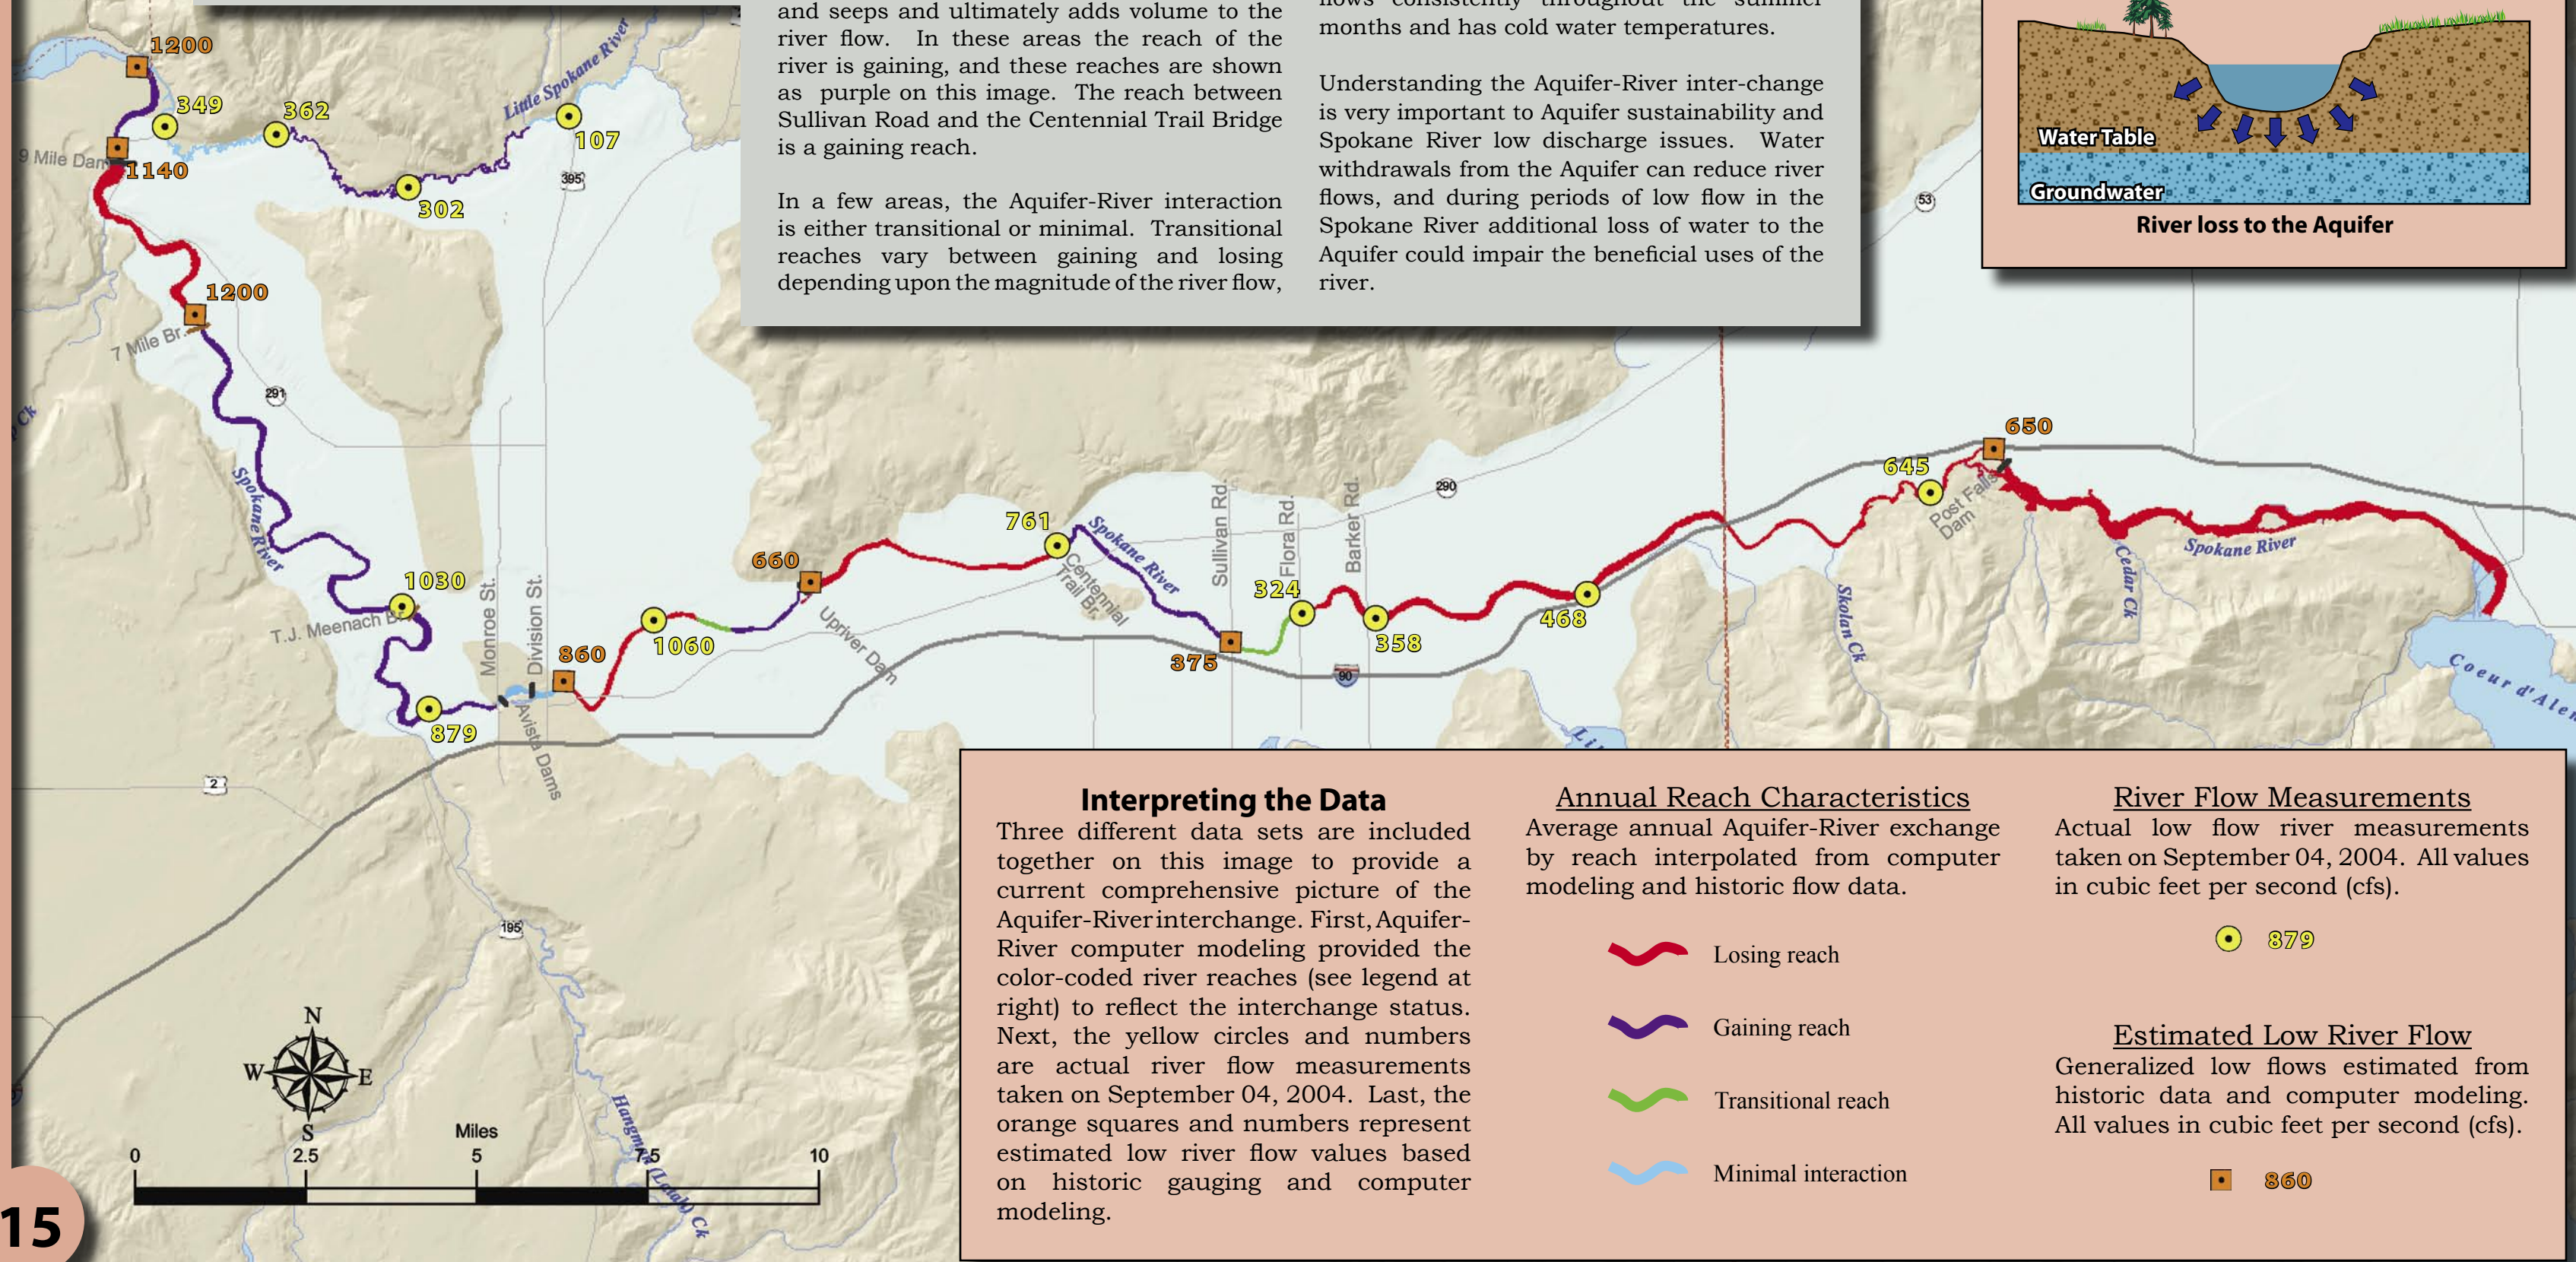 and seeps and ultimately adds volume to the
river flow. In these areas the reach of the
river is gaining, and these reaches are shown
as purple on this image. The reach between
Sullivan Road and the Centennial Trail Bridge
is a gaining reach.
In a few areas, the Aquifer-River interaction
is either transitional or minimal. Transitional
reaches vary between gaining and losing
depending upon the magnitude of the river flow,
flows consistently throughout the summer
months and has cold water temperatures.
Understanding the Aquifer-River inter-change
is very important to Aquifer sustainability and
Spokane River low discharge issues. Water
withdrawals from the Aquifer can reduce river
flows, and during periods of low flow in the
Spokane River additional loss of water to the
Aquifer could impair the beneficial uses of the
river.
Water Table
Groundwater
River loss to the Aquifer
1200
349
362
Little Spokane River
107
9 Mile Dam
1140
302
395
53
1200
7 Mile Br.
291
Ck
Spokane River
1030
T.J. Meenach Br.
Monroe St.
Division St.
860
1060
879
Avista Dams
660
Upriver Dam
761
Centennial
Trail Br.
Spokane River
Sullivan Rd.
Flora Rd.
Barker Rd.
290
375
324
358
90
468
645
650
Post Falls
Dam
Skolan Ck
Cedar Ck
Spokane River
Coeur d'Alen
Li
2
195
Hangman (Latah) Ck
N
W
E
S
Miles
0
2.5
5
7.5
10
15
Interpreting the Data
Three different data sets are included
together on this image to provide a
current comprehensive picture of the
Aquifer-River interchange. First, Aquifer-
River computer modeling provided the
color-coded river reaches (see legend at
right) to reflect the interchange status.
Next, the yellow circles and numbers
are actual river flow measurements
taken on September 04, 2004. Last, the
orange squares and numbers represent
estimated low river flow values based
on historic gauging and computer
modeling.
Annual Reach Characteristics
Average annual Aquifer-River exchange
by reach interpolated from computer
modeling and historic flow data.
Losing reach
Gaining reach
Transitional reach
Minimal interaction
River Flow Measurements
Actual low flow river measurements
taken on September 04, 2004. All values
in cubic feet per second (cfs).
879
Estimated Low River Flow
Generalized low flows estimated from
historic data and computer modeling.
All values in cubic feet per second (cfs).
860